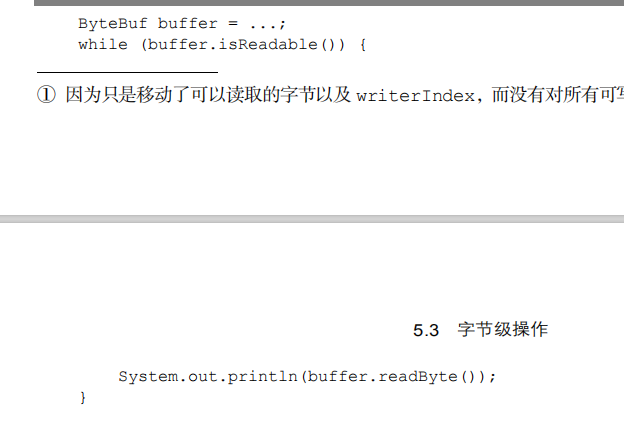 ByteBuf buffer = ...;
while (buffer.isReadable()) {
① 因为只是移动了可以读取的字节以及 writerIndex，而没有对所有可写
5.3 字节级操作
System.out.println(buffer.readByte());
}